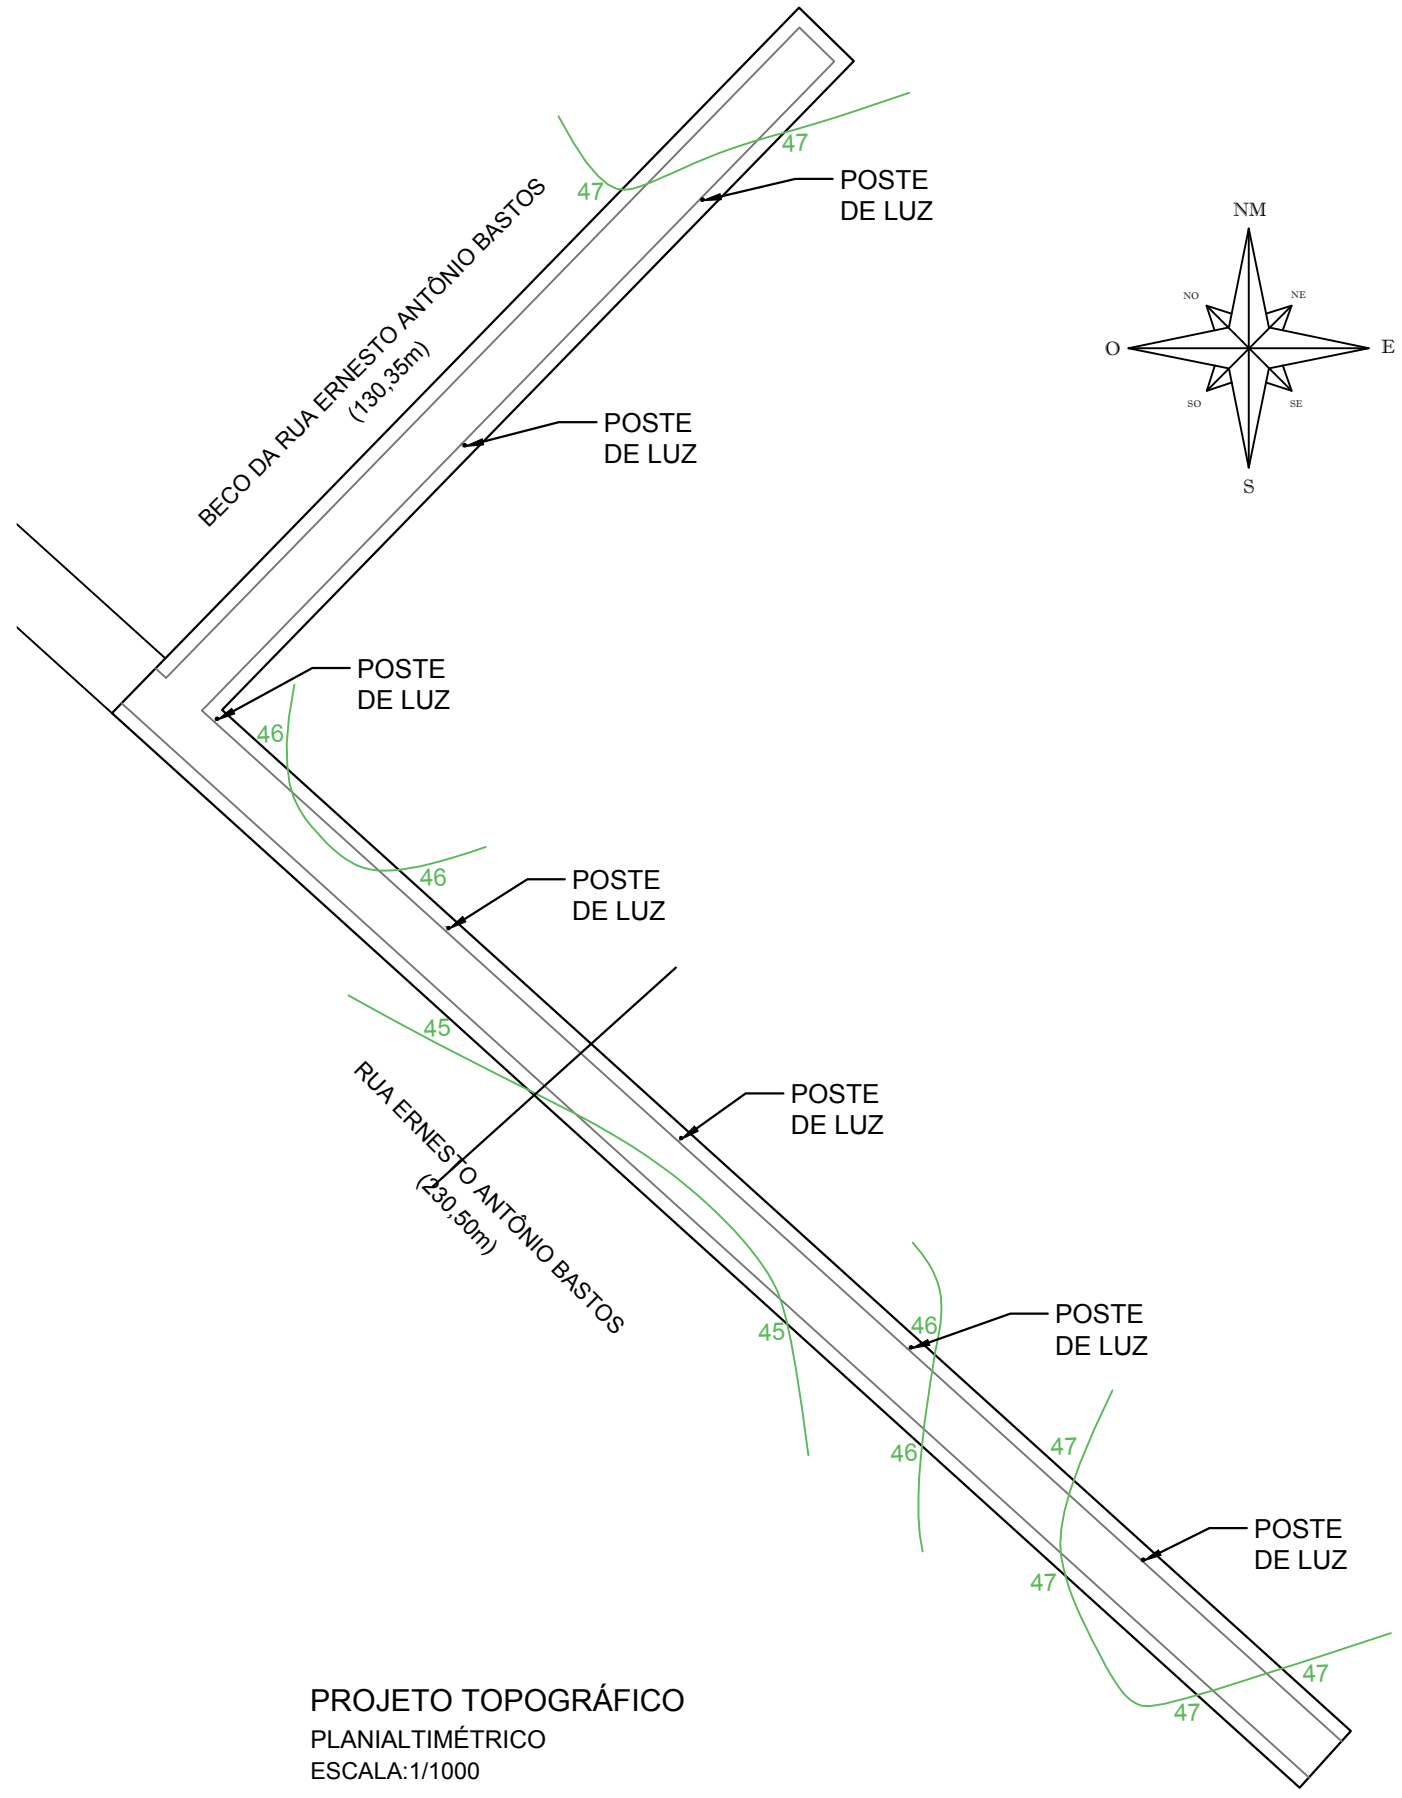 47
47
POSTE
DE LUZ
NM
NO
NE
O
E
SO
SE
S
BECO DA RUA ERNESTO ANTÔNIO BASTOS
(130,35m)
POSTE
DE LUZ
POSTE
DE LUZ
46
46
POSTE
DE LUZ
45
RUA ERNESTO ANTÔNIO BASTOS
(230,50m)
POSTE
DE LUZ
45
46
POSTE
DE LUZ
46
47
POSTE
DE LUZ
47
47
47
PROJETO TOPOGRÁFICO
PLANIALTIMÉTRICO
ESCALA:1/1000